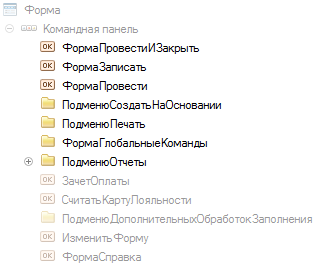 Форма
Командная панель
ФормаПровестиИЗакрыть
ФормаЗаписать
ФормаПровести
ПодменюСоздатьНаОсновании
ПодменюПечать
ФормаГлобальныеКоманды
ПодменюОтчеты
ЗачетОплаты
СчитатьКартуЛояльности
ПодменюДополнительныхОбработокЗаполнения
ИзменитьФорму
ФормаСправка